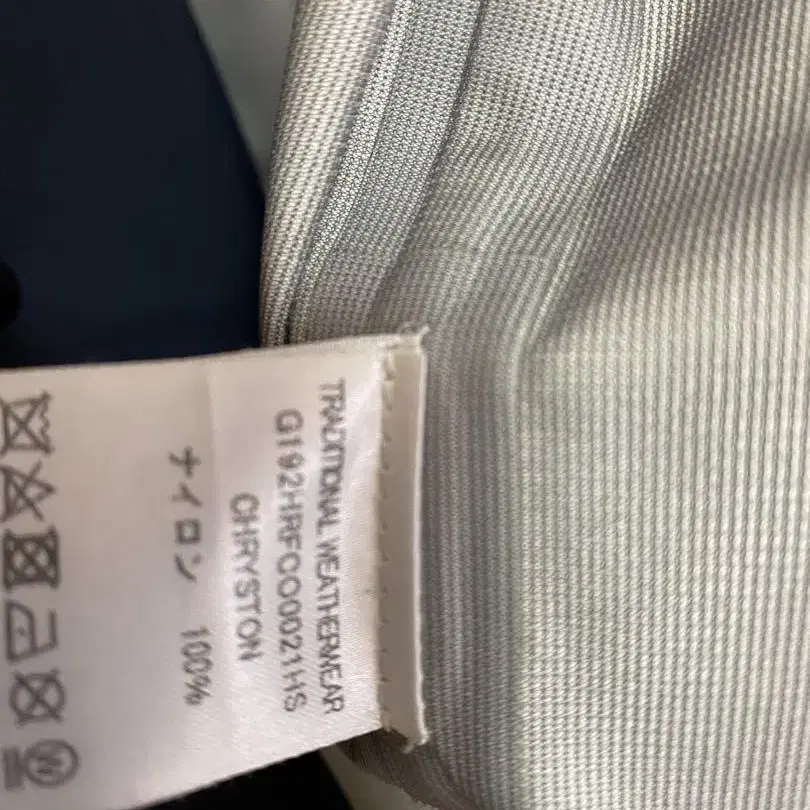 TRADITIONAL WEATHERWEAR
G192HRFCO0021HS
CHRYSTON
ナイロン 100%
W